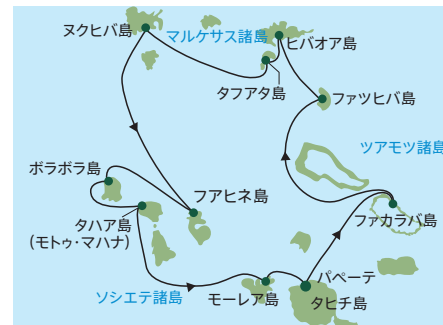 ヌクヒバ島
マルケサス諸島
ヒバオア島
タフアタ島
ファツヒバ島
ツアモツ諸島
ボラボラ島
フアヒネ島
タハア島
(モトゥ・マハナ)
ファカラバ島
パペーテ
ソシエテ諸島
モーレア島
タヒチ島